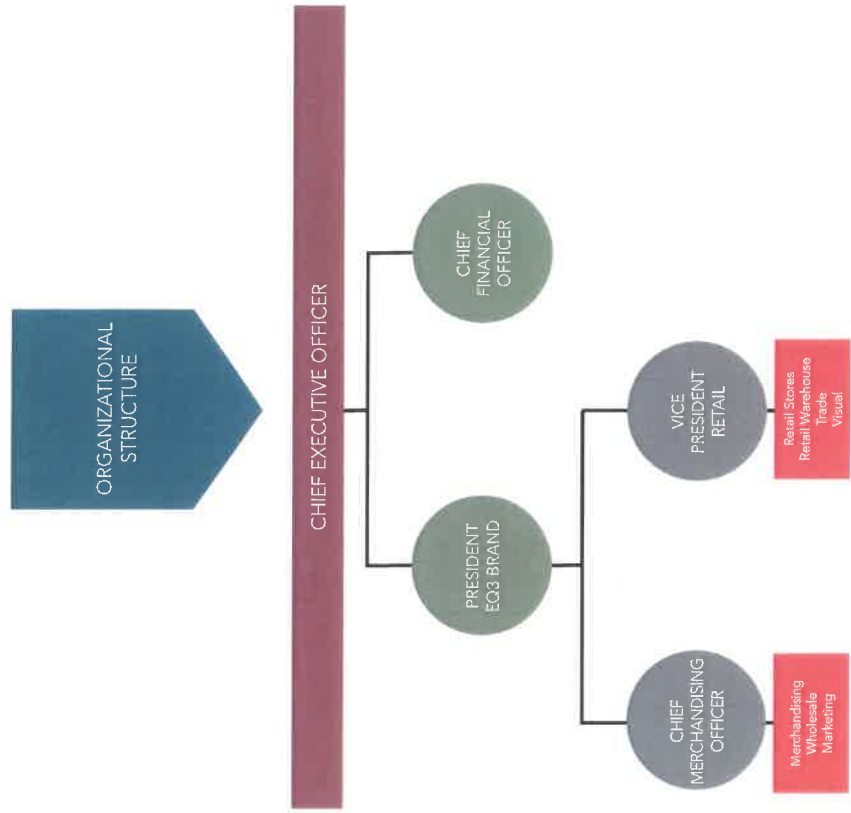 ORGANIZATIONAL
STRUCTURE
CHIEF EXECUTIVE OFFICER
PRESIDENT
EQ3 BRAND
CHIEF
FINANCIAL
OFFICER
CHIEF
MERCHANDISING
OFFICER
VICE
PRESIDENT
RETAIL
Merchandising
Wholesale
Marketing
Retail Stores
Retail Warehouse
Trade
Visual